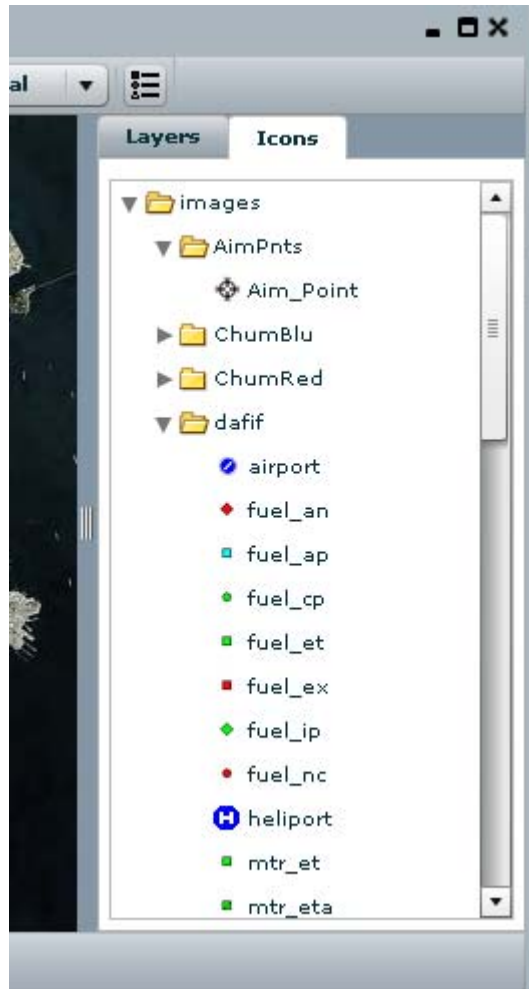 al
Layers Icons
images
AimPnts
Aim_Point
ChumBlu
ChumRed
dafif
airport
fuel_an
fuel_ap
fuel_cp
fuel_et
fuel_ex
fuel_ip
fuel_nc
H heliport
mtr_et
mtr_eta